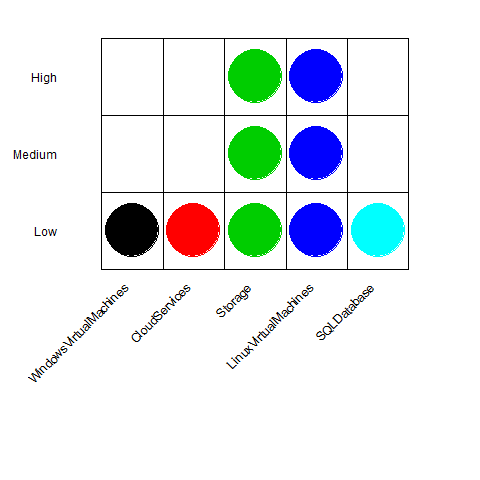 High
Medium
Low
WindowsVirtualMachines
CloudServices
Storage
LinuxVirtualMachines
SQLDatabase